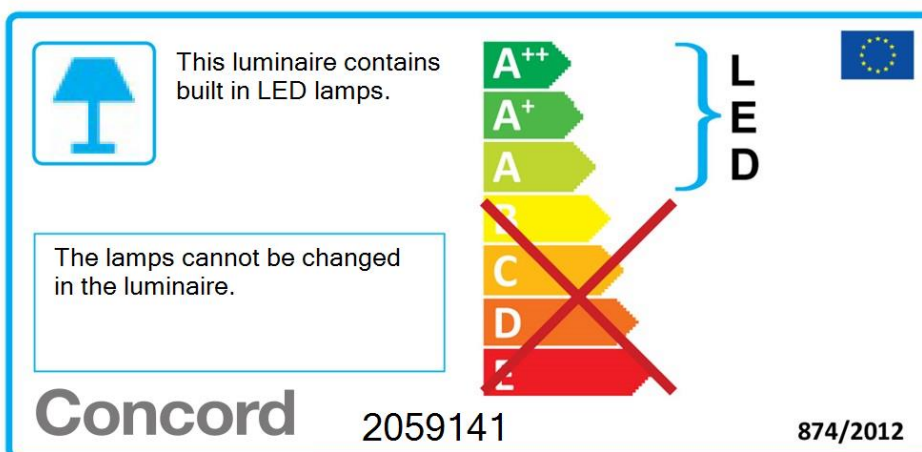 This luminaire contains
built in LED lamps.
A++
A+
A
B
C
D
E
L
E
D
The lamps cannot be changed
in the luminaire.
Concord
2059141
874/2012